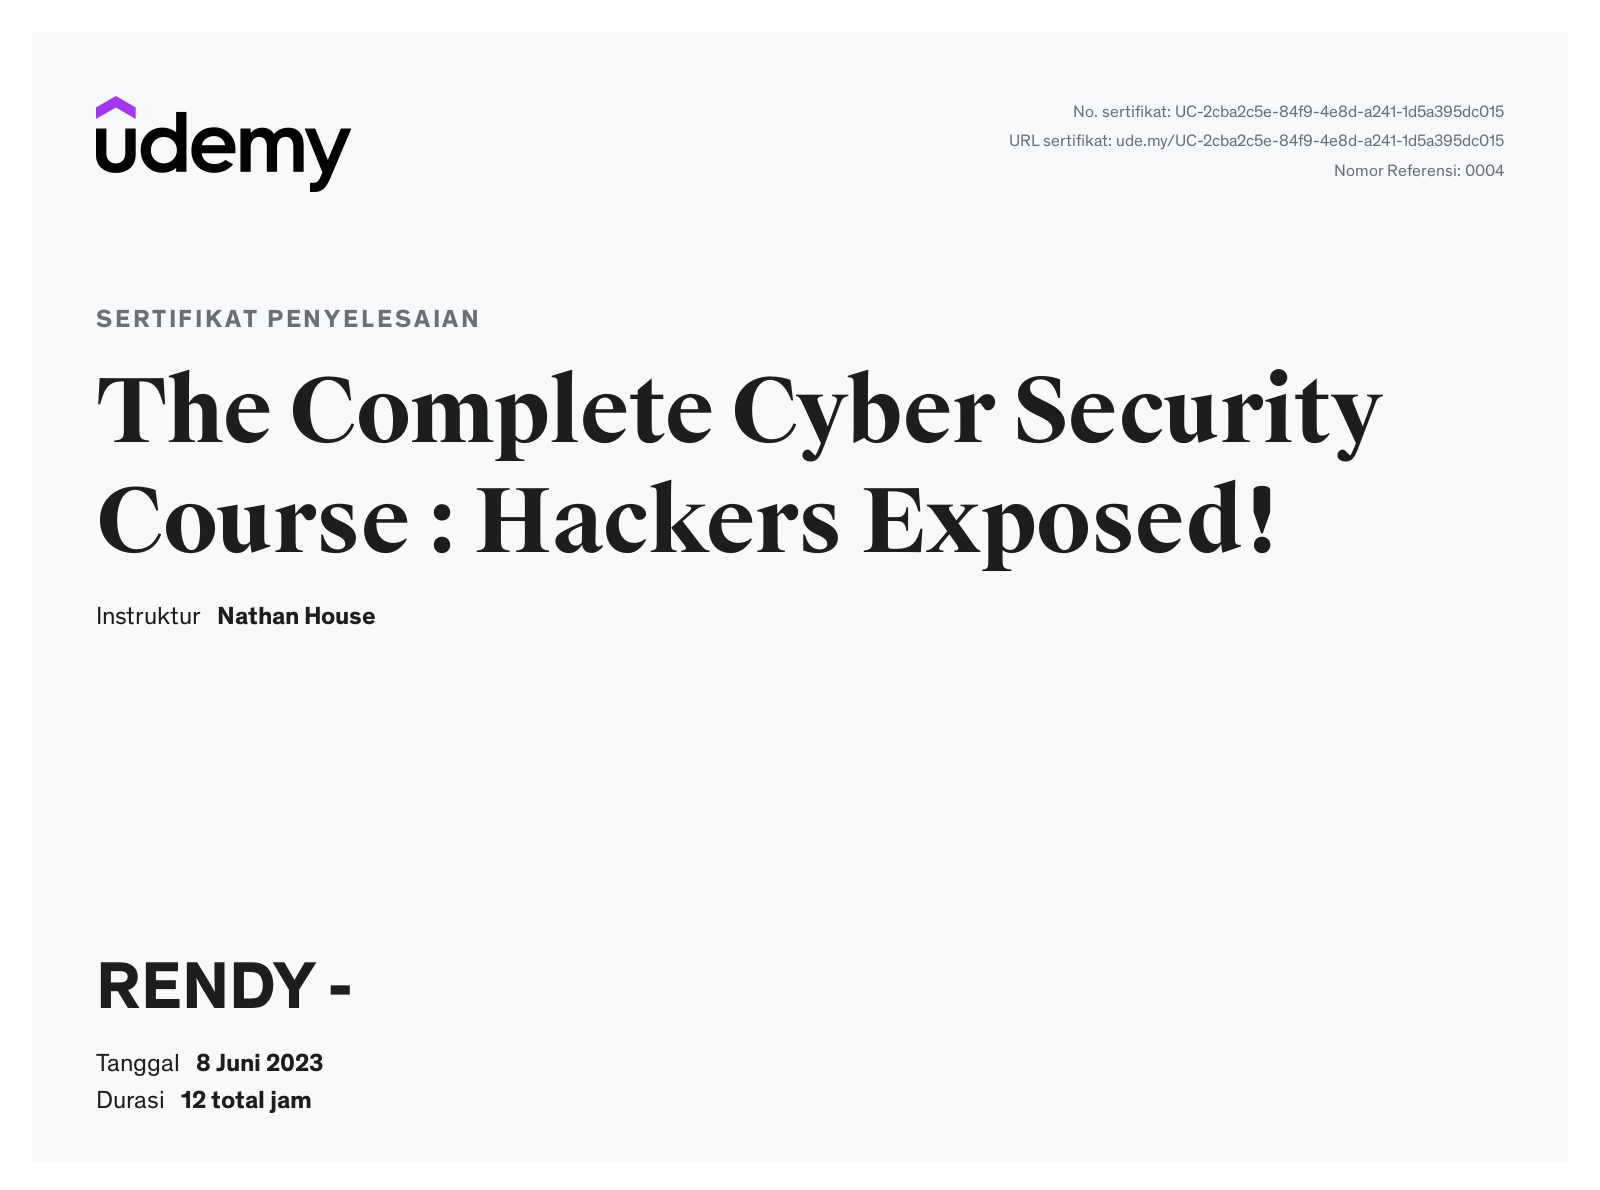 udemy
No. sertifikat: UC-2cba2c5e-84f9-4e8d-a241-1d5a395dc015
URL sertifikat: ude.my/UC-2cba2c5e-84f9-4e8d-a241-1d5a395dc015
Nomor Referensi: 0004
SERTIFIKAT PENYELESAIAN
The Complete Cyber Security
Course : Hackers Exposed!
Instruktur Nathan House
RENDY -
Tanggal 8 Juni 2023
Durasi 12 total jam